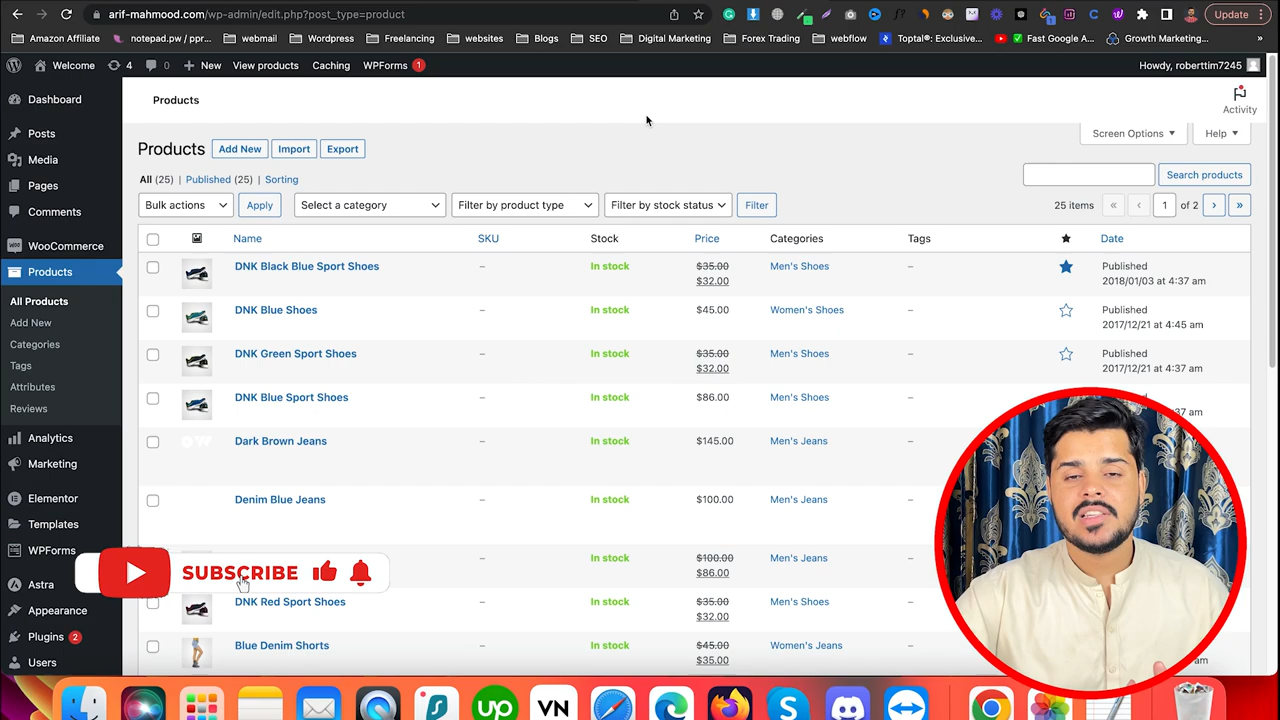 arif-mahmood.com/wp-admin/edit.php?post_type=product
Update
Amazon Affiliate
notepad.pw / ppr...
webmail
Wordpress
Freelancing
websites
Blogs
SEO
Digital Marketing
Forex Trading
webflow
Toptal®: Exclusive...
Fast Google A...
Growth Marketing...
»
Welcome
4
0
+ New
View products
Caching
WPForms 1
Howdy, roberttim7245
Dashboard
Posts
Media
Pages
Comments
WooCommerce
Products
All Products
Add New
Categories
Tags
Attributes
Reviews
Analytics
Marketing
Elementor
Templates
WPForms
Astra
Appearance
Plugins 2
Users
Products
Activity
Screen Options
Help
Products
Add New
Import
Export
All (25) | Published (25) | Sorting
Search products
Bulk actions
Apply
Select a category
Filter by product type
Filter by stock status
Filter
25 items
« ‹ 1 of 2 › »
Name SKU Stock Price Categories Tags ★ Date
DNK Black Blue Sport Shoes – In stock $35.00 Men's Shoes – Published
$32.00 2018/01/03 at 4:37 am
DNK Blue Shoes – In stock $45.00 Women's Shoes – Published
2017/12/21 at 4:45 am
DNK Green Sport Shoes – In stock $35.00 Men's Shoes – Published
$32.00 2017/12/21 at 4:37 am
DNK Blue Sport Shoes – In stock $86.00 Men's Shoes –
Dark Brown Jeans – In stock $145.00 Men's Jeans –
Denim Blue Jeans – In stock $100.00 Men's Jeans –
– In stock $100.00 Men's Jeans –
$86.00
SUBSCRIBE
DNK Red Sport Shoes – In stock $35.00 Men's Shoes –
$32.00
Blue Denim Shorts – In stock $45.00 Women's Jeans –
$35.00
up
VN
S